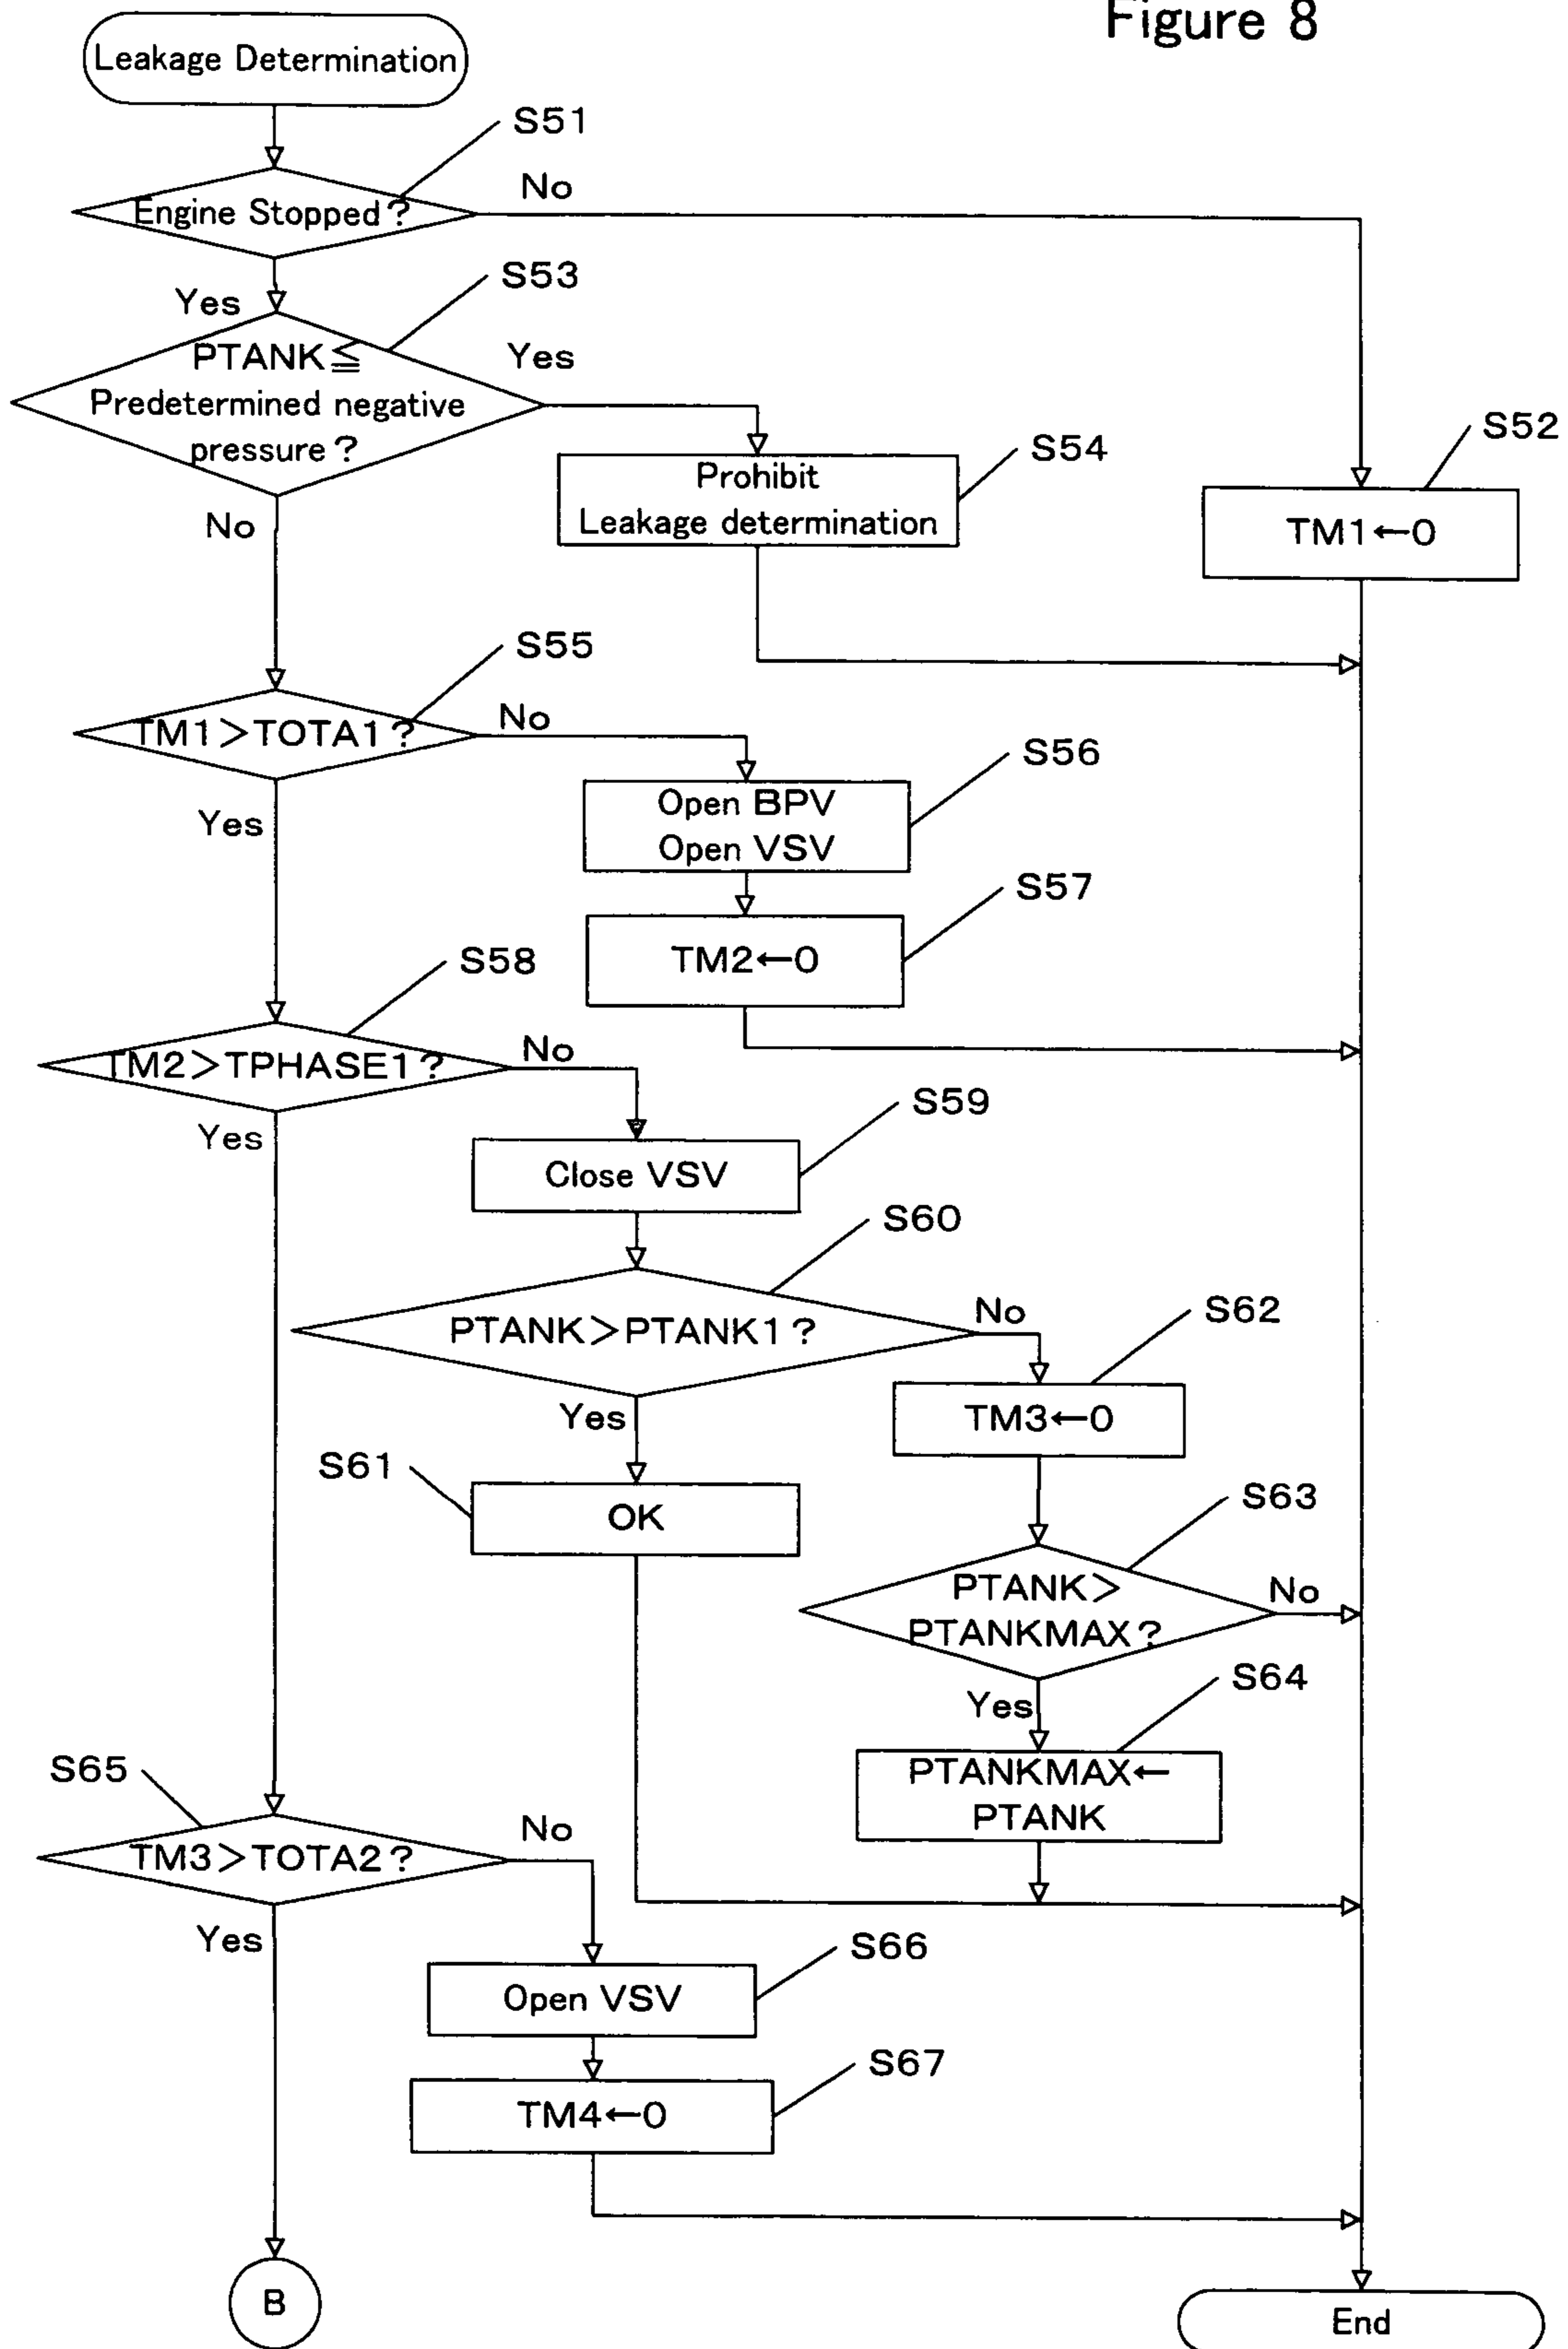 Figure 8
Leakage Determination
S51
Engine Stopped?
No
Yes
S53
PTANK≦
Predetermined negative
pressure?
Yes
No
S54
Prohibit
Leakage determination
S52
TM1←0
S55
TM1>TOTA1?
No
Yes
S56
Open BPV
Open VSV
S57
TM2←0
S58
TM2>TPHASE1?
No
Yes
S59
Close VSV
S60
PTANK>PTANK1?
No
Yes
S62
TM3←0
S61
OK
S63
PTANK>
PTANKMAX?
No
Yes
S64
PTANKMAX←
PTANK
S65
TM3>TOTA2?
No
Yes
S66
Open VSV
S67
TM4←0
B
End